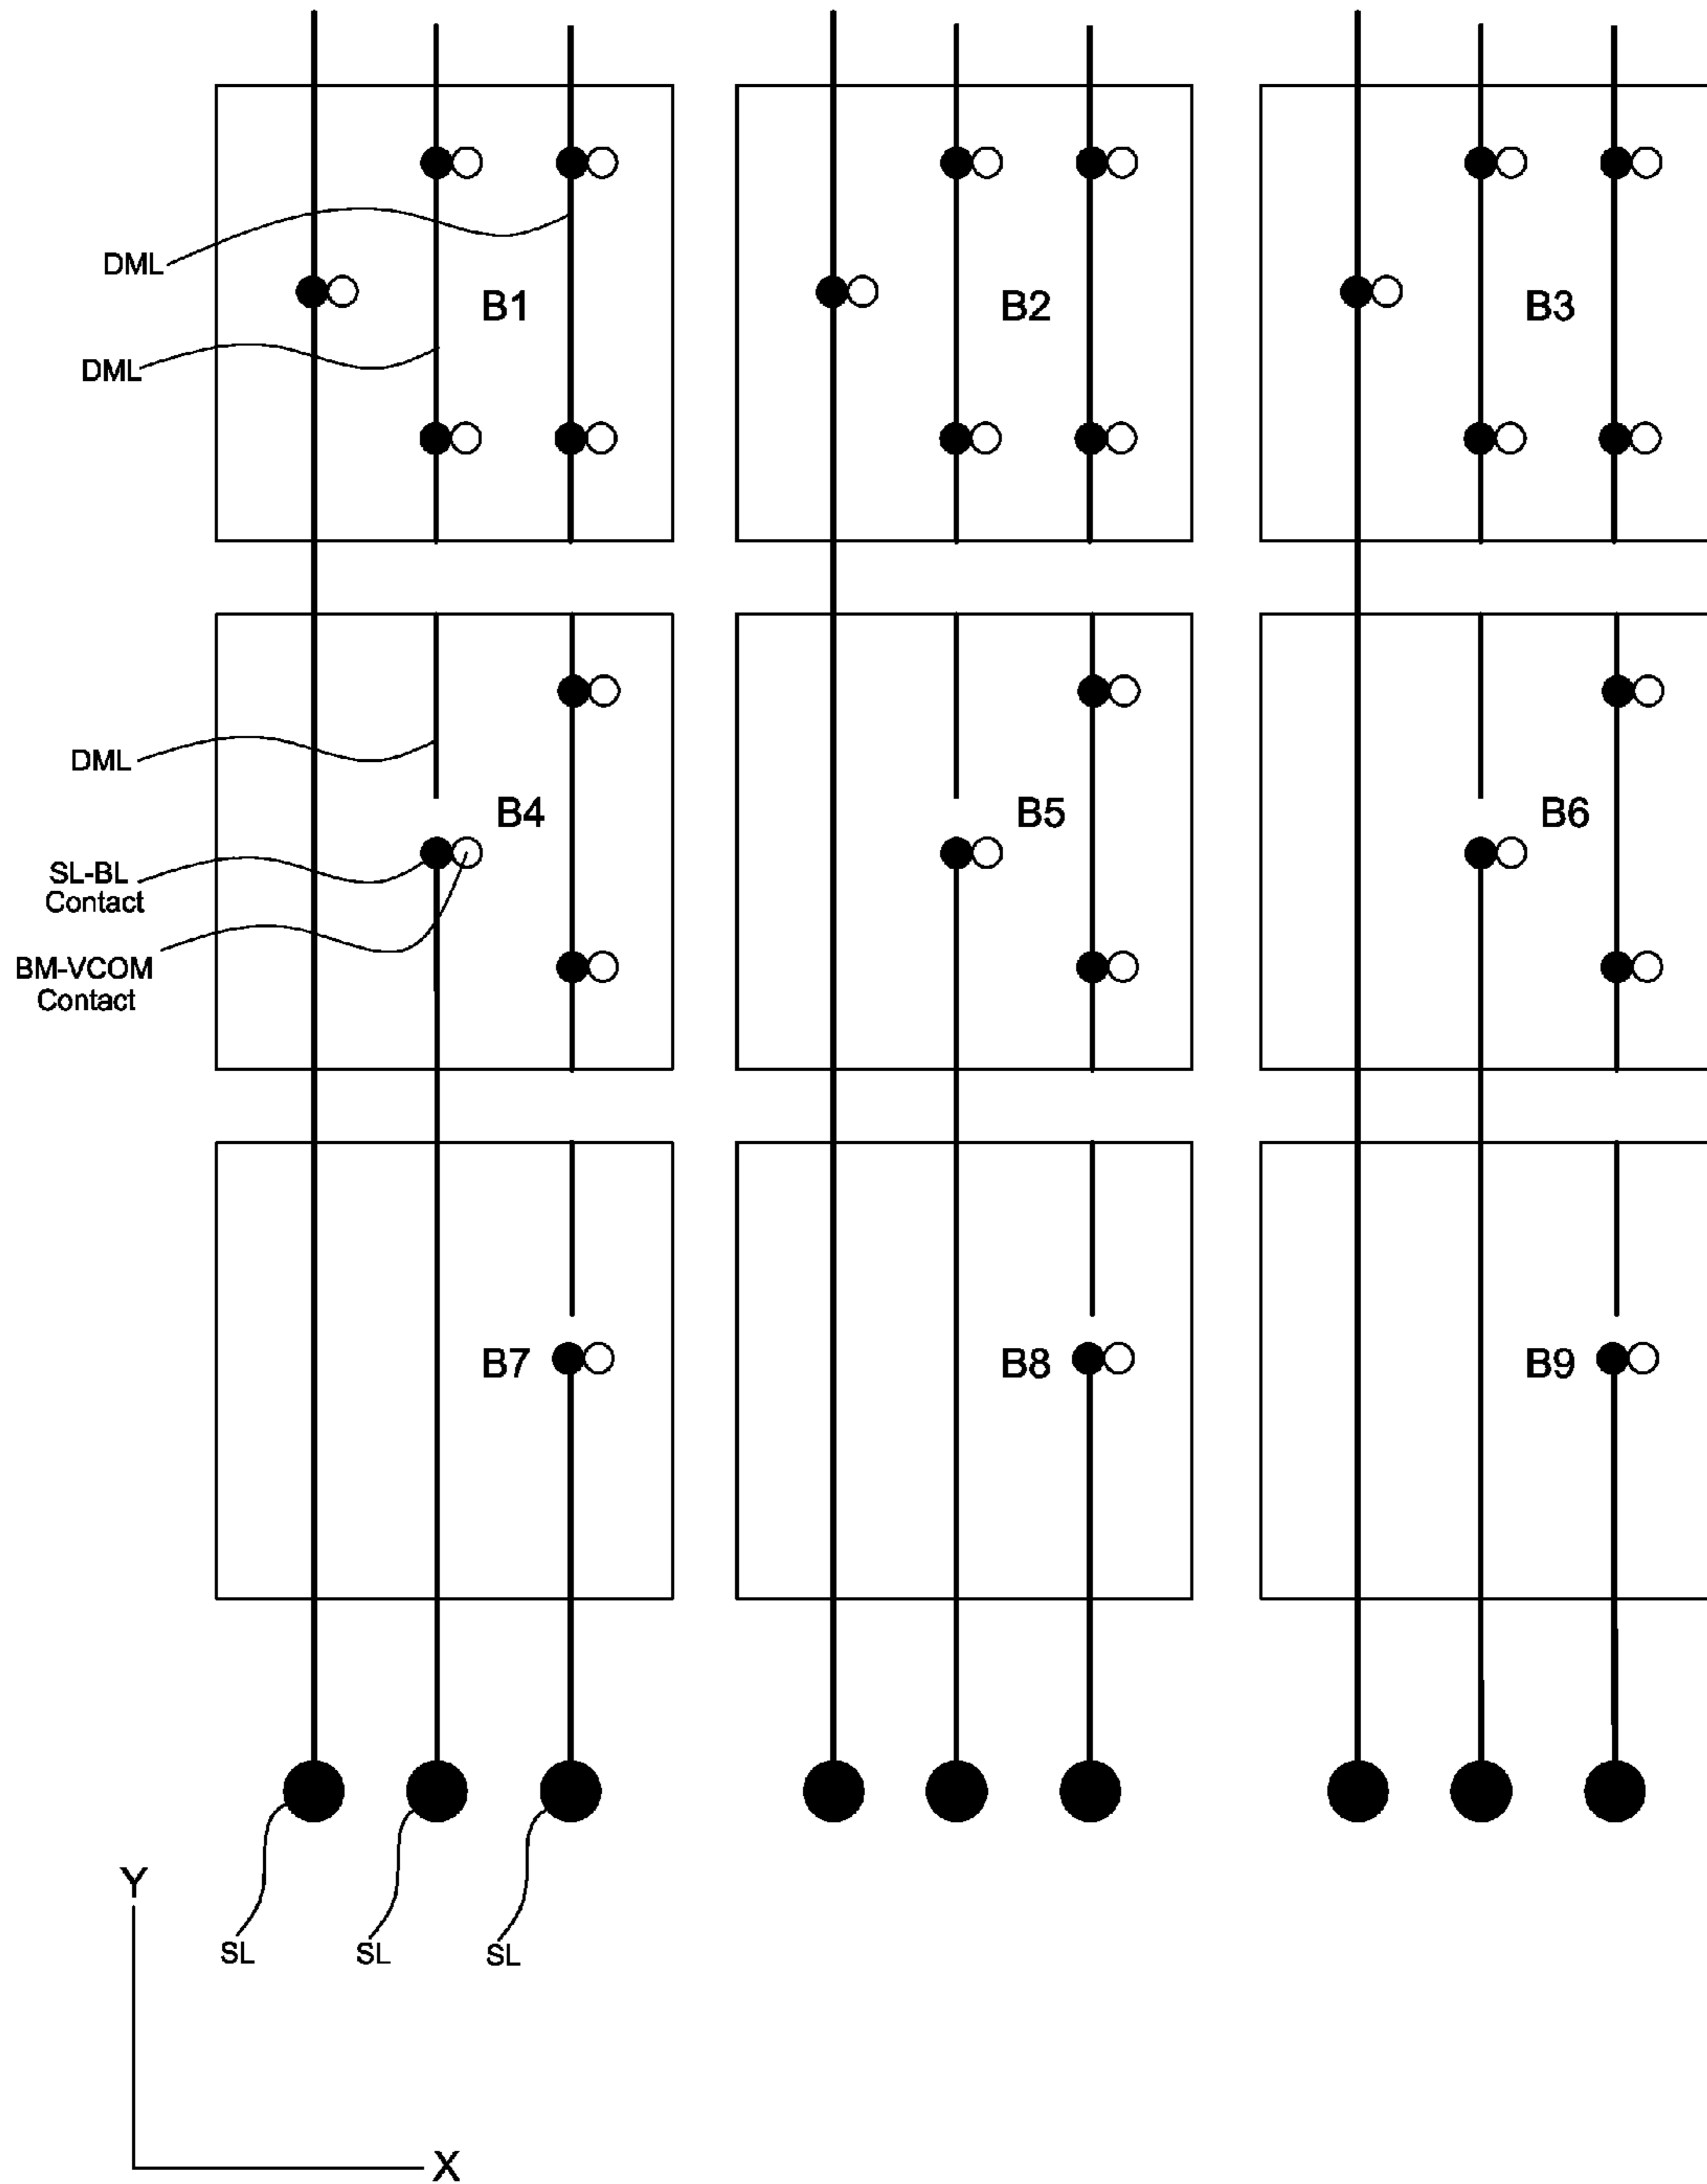 DML
B1
B2
B3
DML
DML
B4
B5
B6
SL-BL
Contact
BM-VCOM
Contact
B7
B8
B9
Y
SL
SL
SL
X